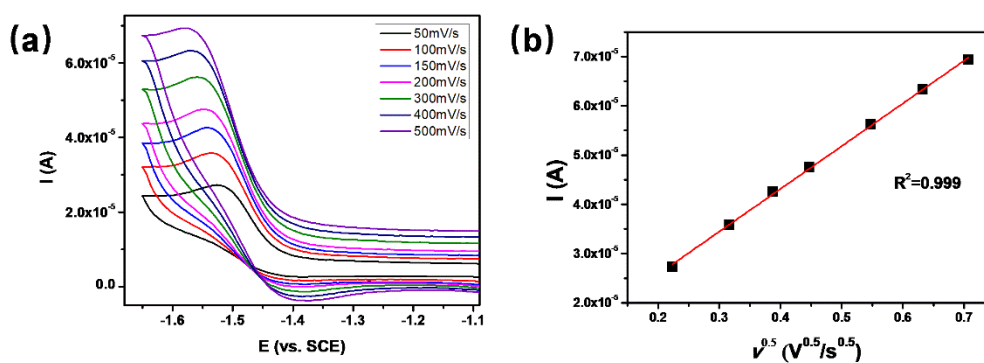 (a)
I (A)
6.0x10⁻⁵
4.0x10⁻⁵
2.0x10⁻⁵
0.0
-1.6
-1.5
-1.4
-1.3
-1.2
-1.1
E (vs. SCE)
50mV/s
100mV/s
150mV/s
200mV/s
300mV/s
400mV/s
500mV/s
(b)
I (A)
7.0x10⁻⁵
6.0x10⁻⁵
5.0x10⁻⁵
4.0x10⁻⁵
3.0x10⁻⁵
2.0x10⁻⁵
R²=0.999
0.2
0.3
0.4
0.5
0.6
0.7
v⁰·⁵ (V⁰·⁵/s⁰·⁵)